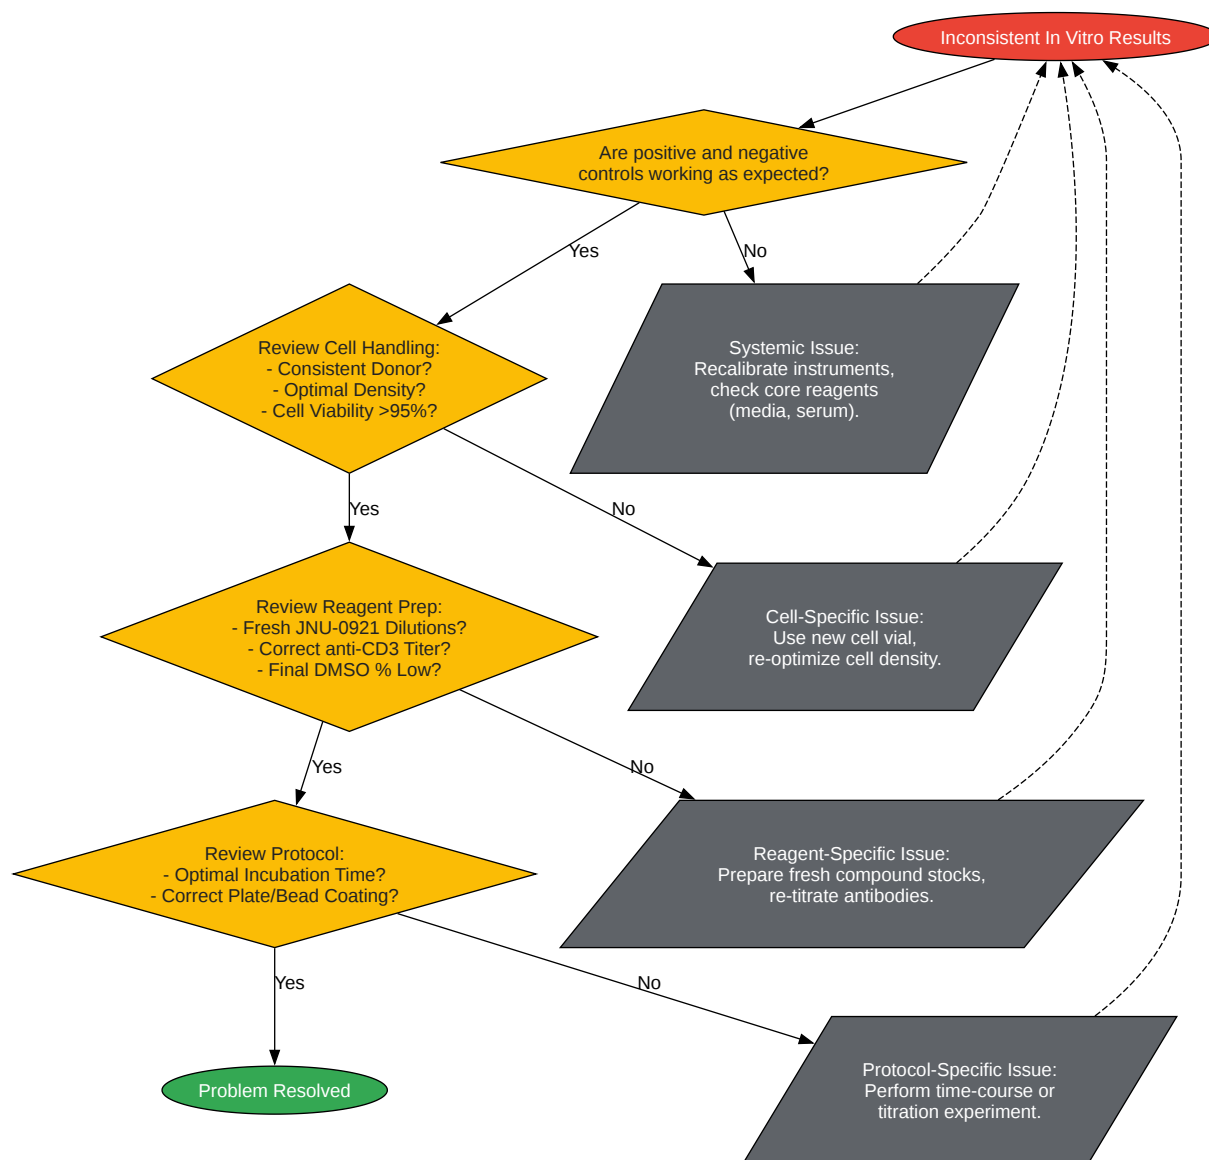 Inconsistent In Vitro Results
Are positive and negative
controls working as expected?
Yes
No
Review Cell Handling:
- Consistent Donor?
- Optimal Density?
- Cell Viability >95%?
Systemic Issue:
Recalibrate instruments,
check core reagents
(media, serum).
Yes
No
Review Reagent Prep:
- Fresh JNU-0921 Dilutions?
- Correct anti-CD3 Titer?
- Final DMSO % Low?
Cell-Specific Issue:
Use new cell vial,
re-optimize cell density.
Yes
No
Review Protocol:
- Optimal Incubation Time?
- Correct Plate/Bead Coating?
Reagent-Specific Issue:
Prepare fresh compound stocks,
re-titrate antibodies.
Yes
No
Problem Resolved
Protocol-Specific Issue:
Perform time-course or
titration experiment.